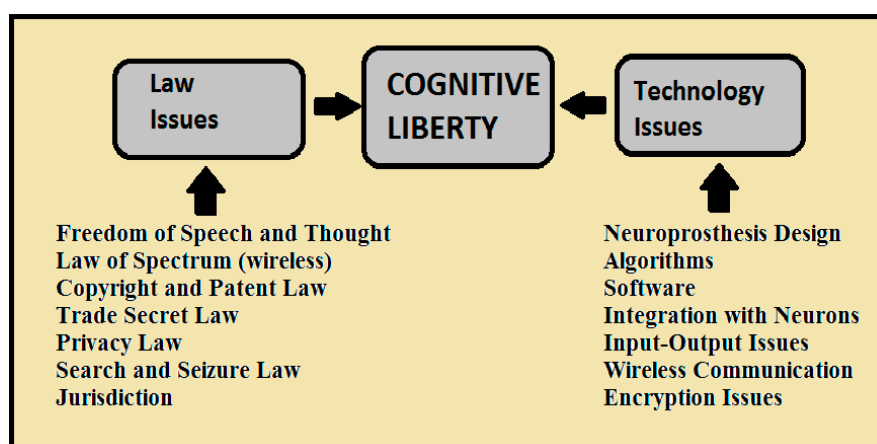 Law
Issues
COGNITIVE
LIBERTY
Technology
Issues
Freedom of Speech and Thought
Law of Spectrum (wireless)
Copyright and Patent Law
Trade Secret Law
Privacy Law
Search and Seizure Law
Jurisdiction
Neuroprosthesis Design
Algorithms
Software
Integration with Neurons
Input-Output Issues
Wireless Communication
Encryption Issues